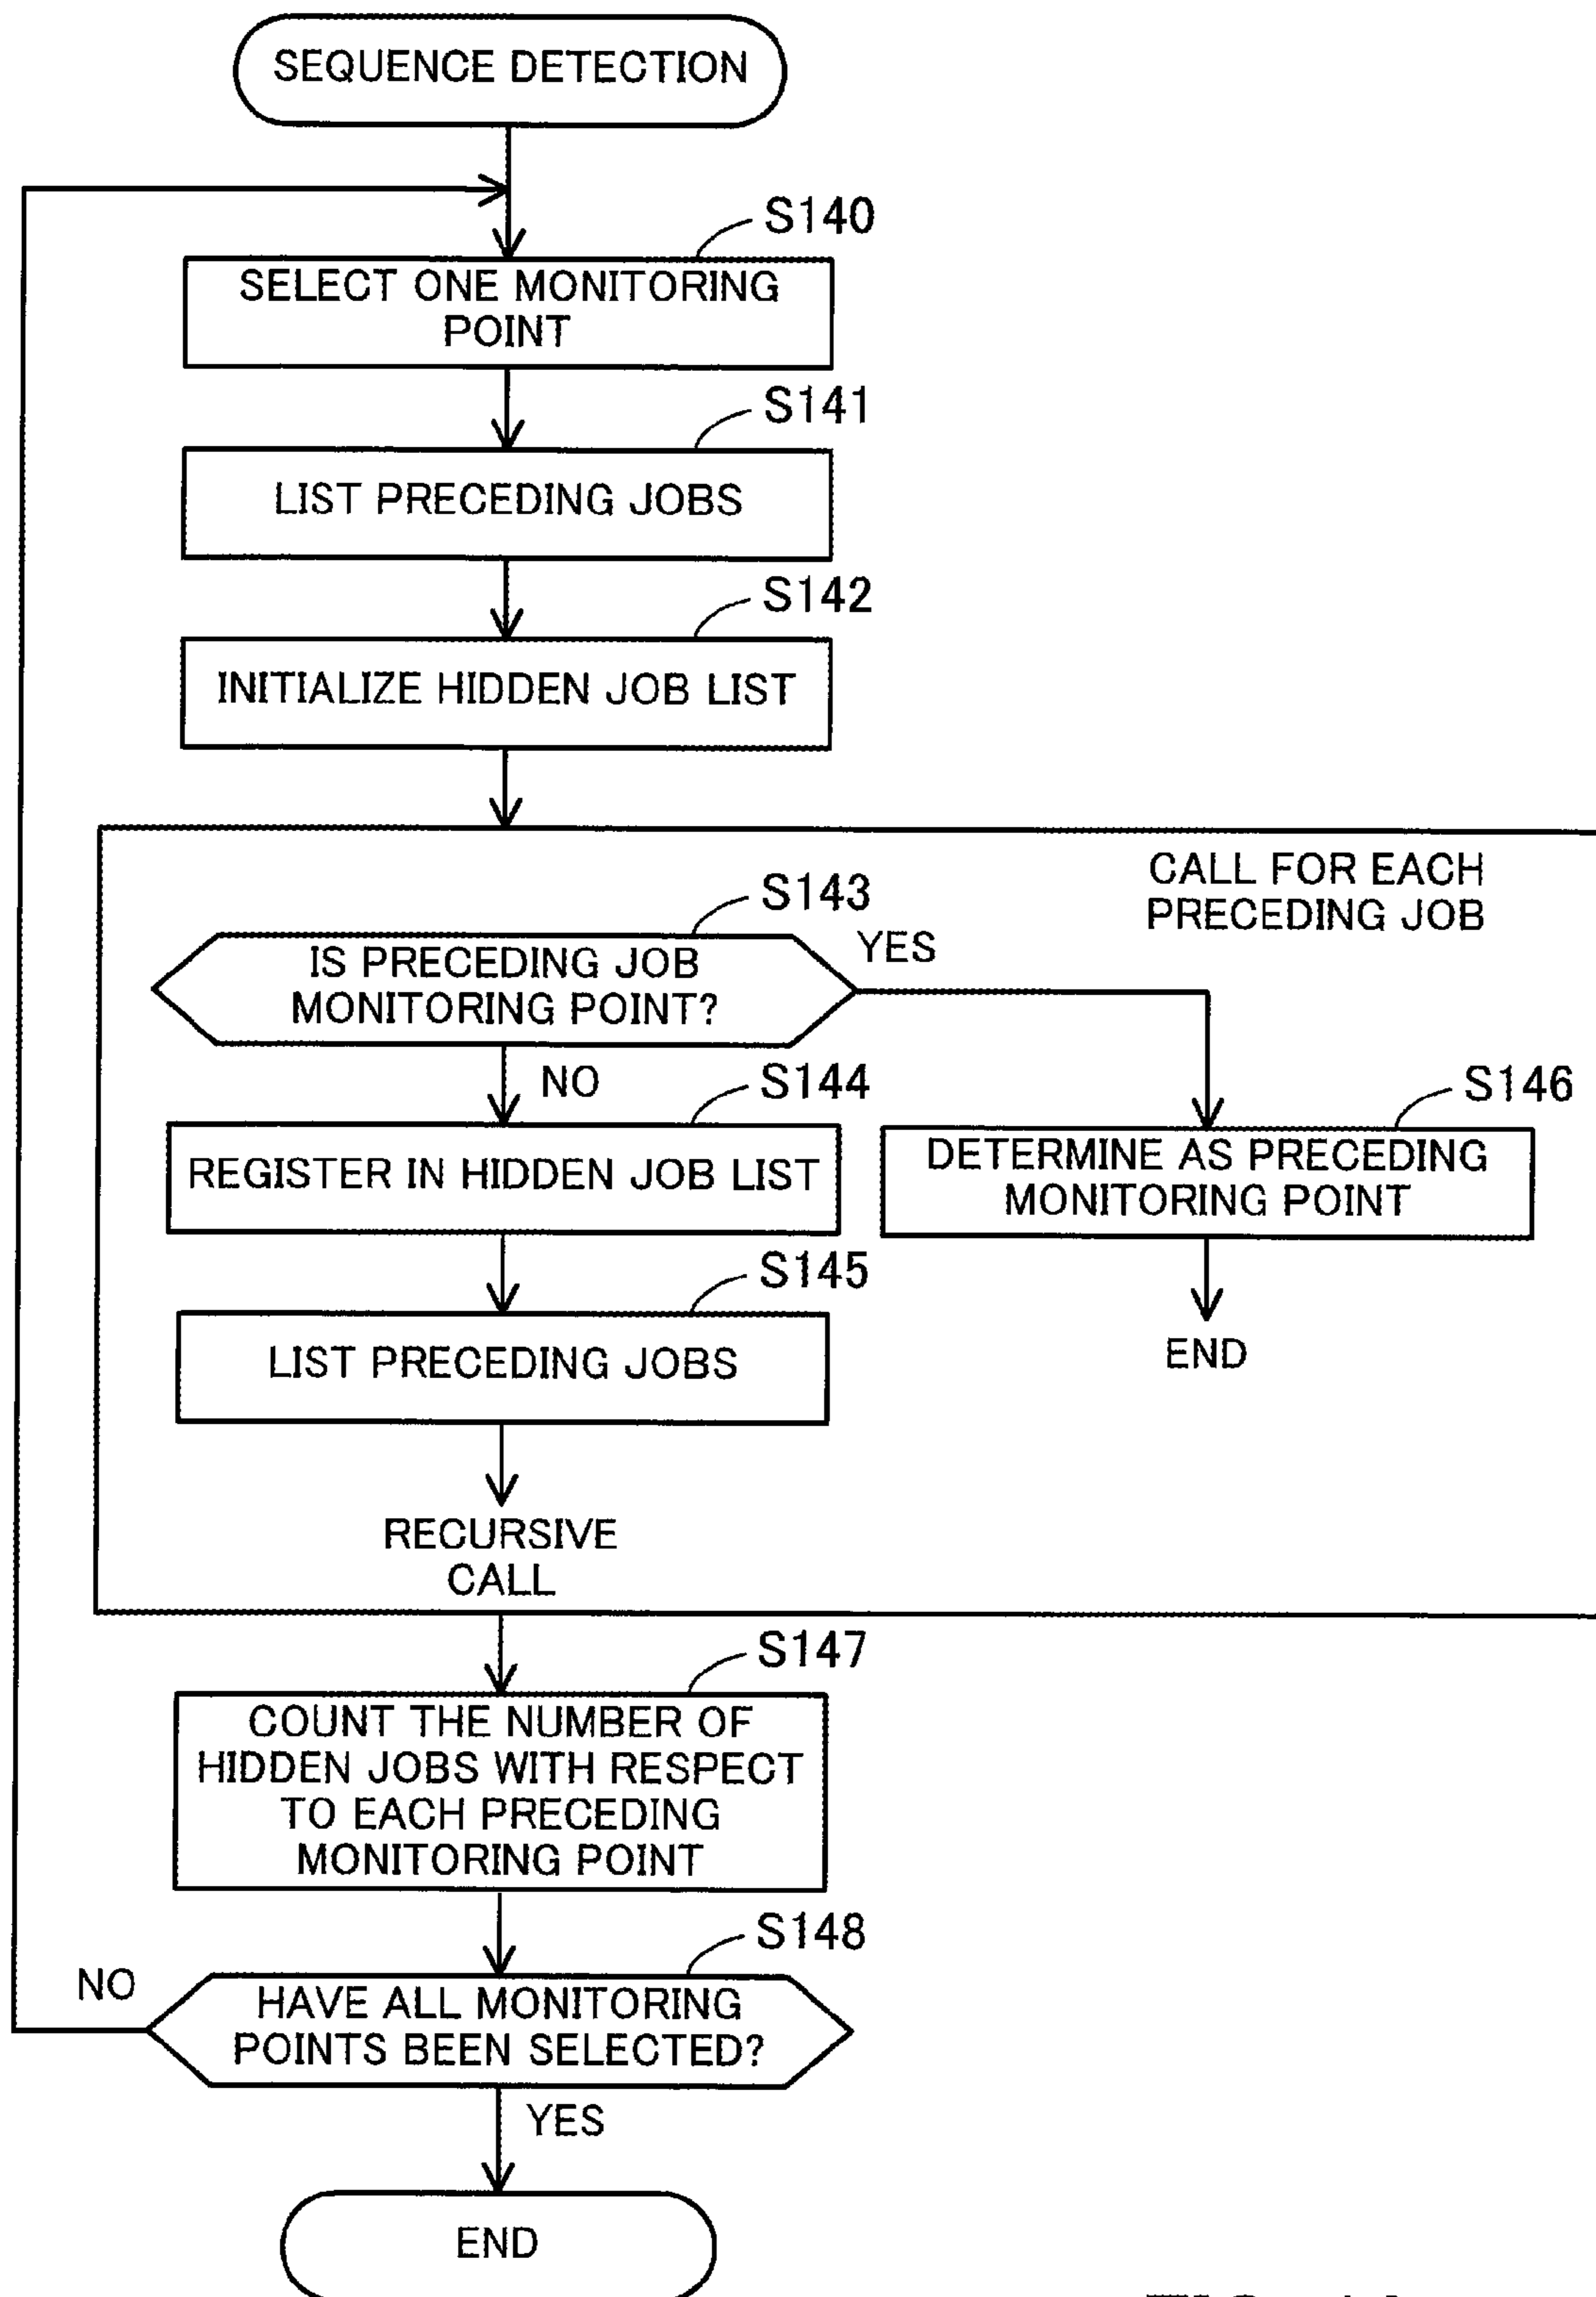 SEQUENCE DETECTION
S140
SELECT ONE MONITORING
POINT
S141
LIST PRECEDING JOBS
S142
INITIALIZE HIDDEN JOB LIST
CALL FOR EACH
PRECEDING JOB
S143
IS PRECEDING JOB
MONITORING POINT?
YES
NO
S144
REGISTER IN HIDDEN JOB LIST
S146
DETERMINE AS PRECEDING
MONITORING POINT
S145
LIST PRECEDING JOBS
END
RECURSIVE
CALL
S147
COUNT THE NUMBER OF
HIDDEN JOBS WITH RESPECT
TO EACH PRECEDING
MONITORING POINT
S148
NO
HAVE ALL MONITORING
POINTS BEEN SELECTED?
YES
END